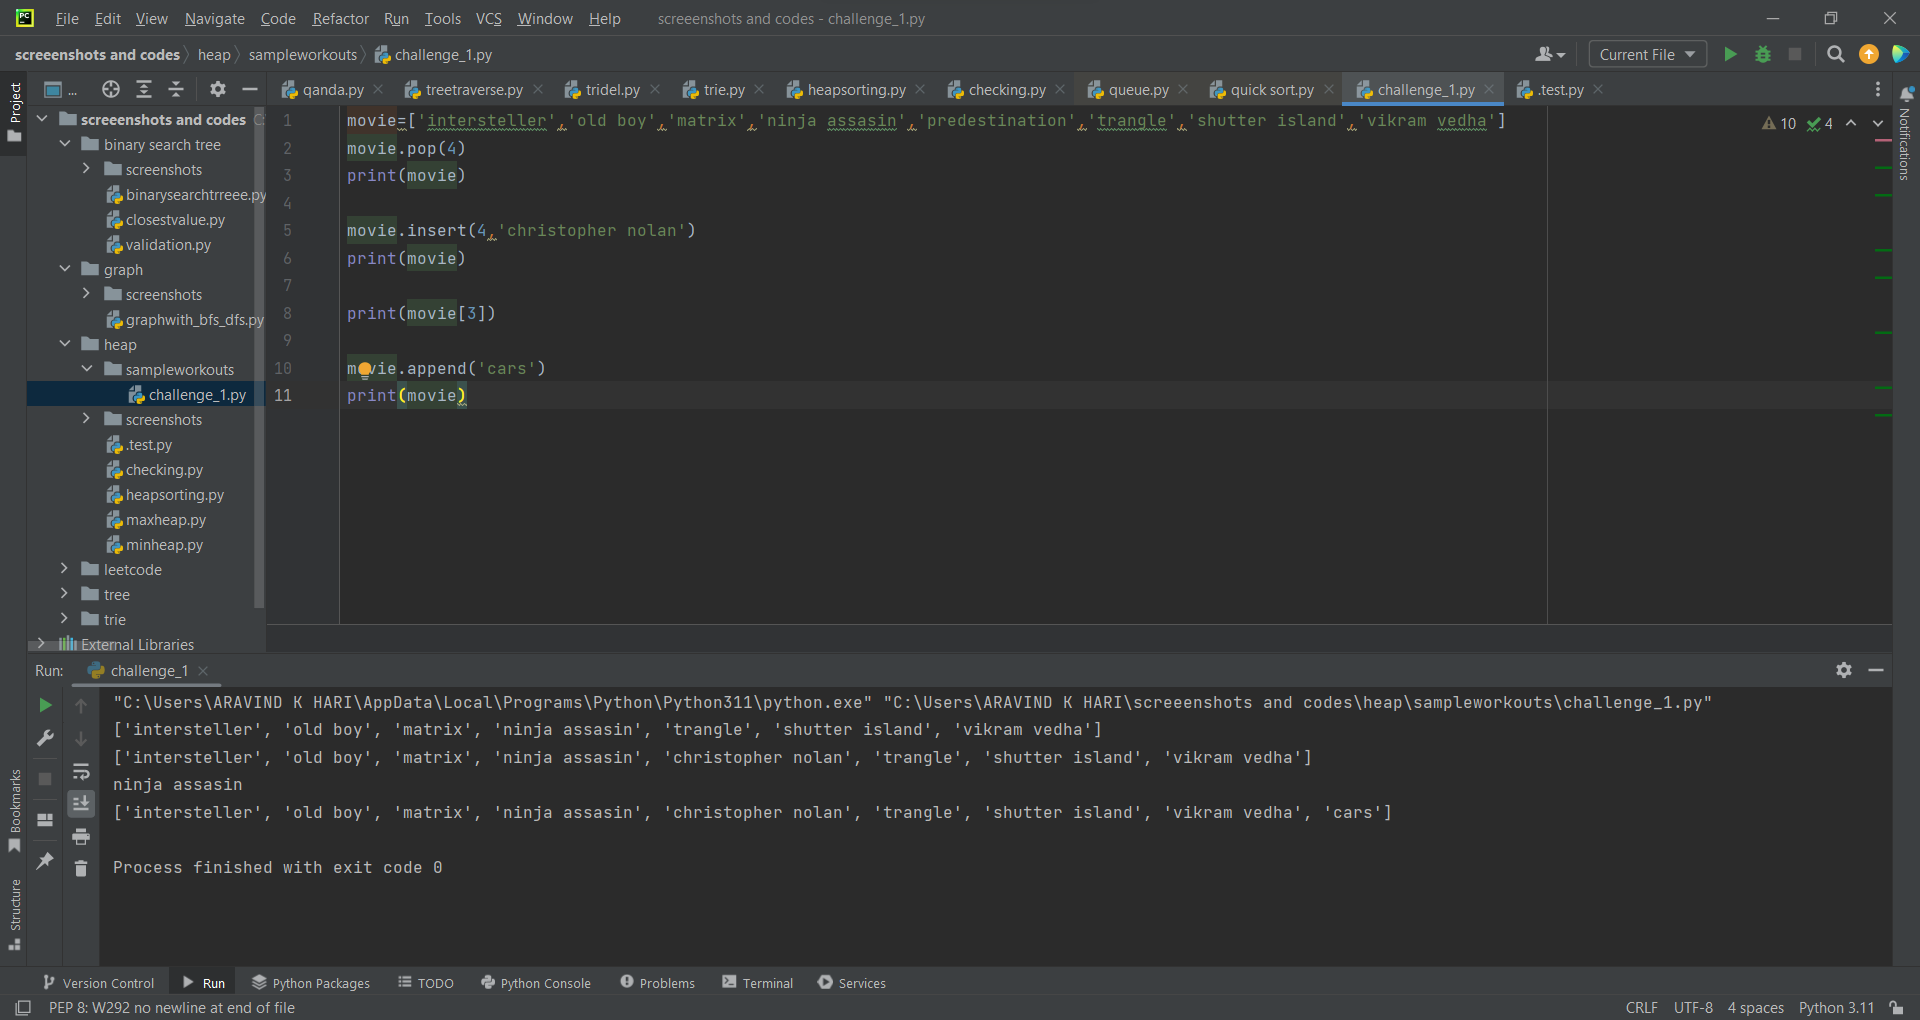 PC File Edit View Navigate Code Refactor Run Tools VCS Window Help screeenshots and codes - challenge_1.py
screeenshots and codes heap sampleworkouts challenge_1.py Current File
Project
... qanda.py treetraverse.py tridel.py trie.py heapsorting.py checking.py queue.py quick sort.py challenge_1.py .test.py
Notifications
screeenshots and codes C:
binary search tree
screenshots
binarysearchtrreee.py
closestvalue.py
validation.py
graph
screenshots
graphwith_bfs_dfs.py
heap
sampleworkouts
challenge_1.py
screenshots
.test.py
checking.py
heapsorting.py
maxheap.py
minheap.py
leetcode
tree
trie
External Libraries
1 movie=['intersteller','old boy','matrix','ninja assasin','predestination','trangle','shutter island','vikram vedha'] 10 4
2 movie.pop(4)
3 print(movie)
4
5 movie.insert(4,'christopher nolan')
6 print(movie)
7
8 print(movie[3])
9
10 movie.append('cars')
11 print(movie)
Run: challenge_1
"C:\Users\ARAVIND K HARI\AppData\Local\Programs\Python\Python311\python.exe" "C:\Users\ARAVIND K HARI\screeenshots and codes\heap\sampleworkouts\challenge_1.py"
['intersteller', 'old boy', 'matrix', 'ninja assasin', 'trangle', 'shutter island', 'vikram vedha']
['intersteller', 'old boy', 'matrix', 'ninja assasin', 'christopher nolan', 'trangle', 'shutter island', 'vikram vedha']
ninja assasin
['intersteller', 'old boy', 'matrix', 'ninja assasin', 'christopher nolan', 'trangle', 'shutter island', 'vikram vedha', 'cars']
Process finished with exit code 0
Bookmarks
Structure
Version Control Run Python Packages TODO Python Console Problems Terminal Services
PEP 8: W292 no newline at end of file CRLF UTF-8 4 spaces Python 3.11